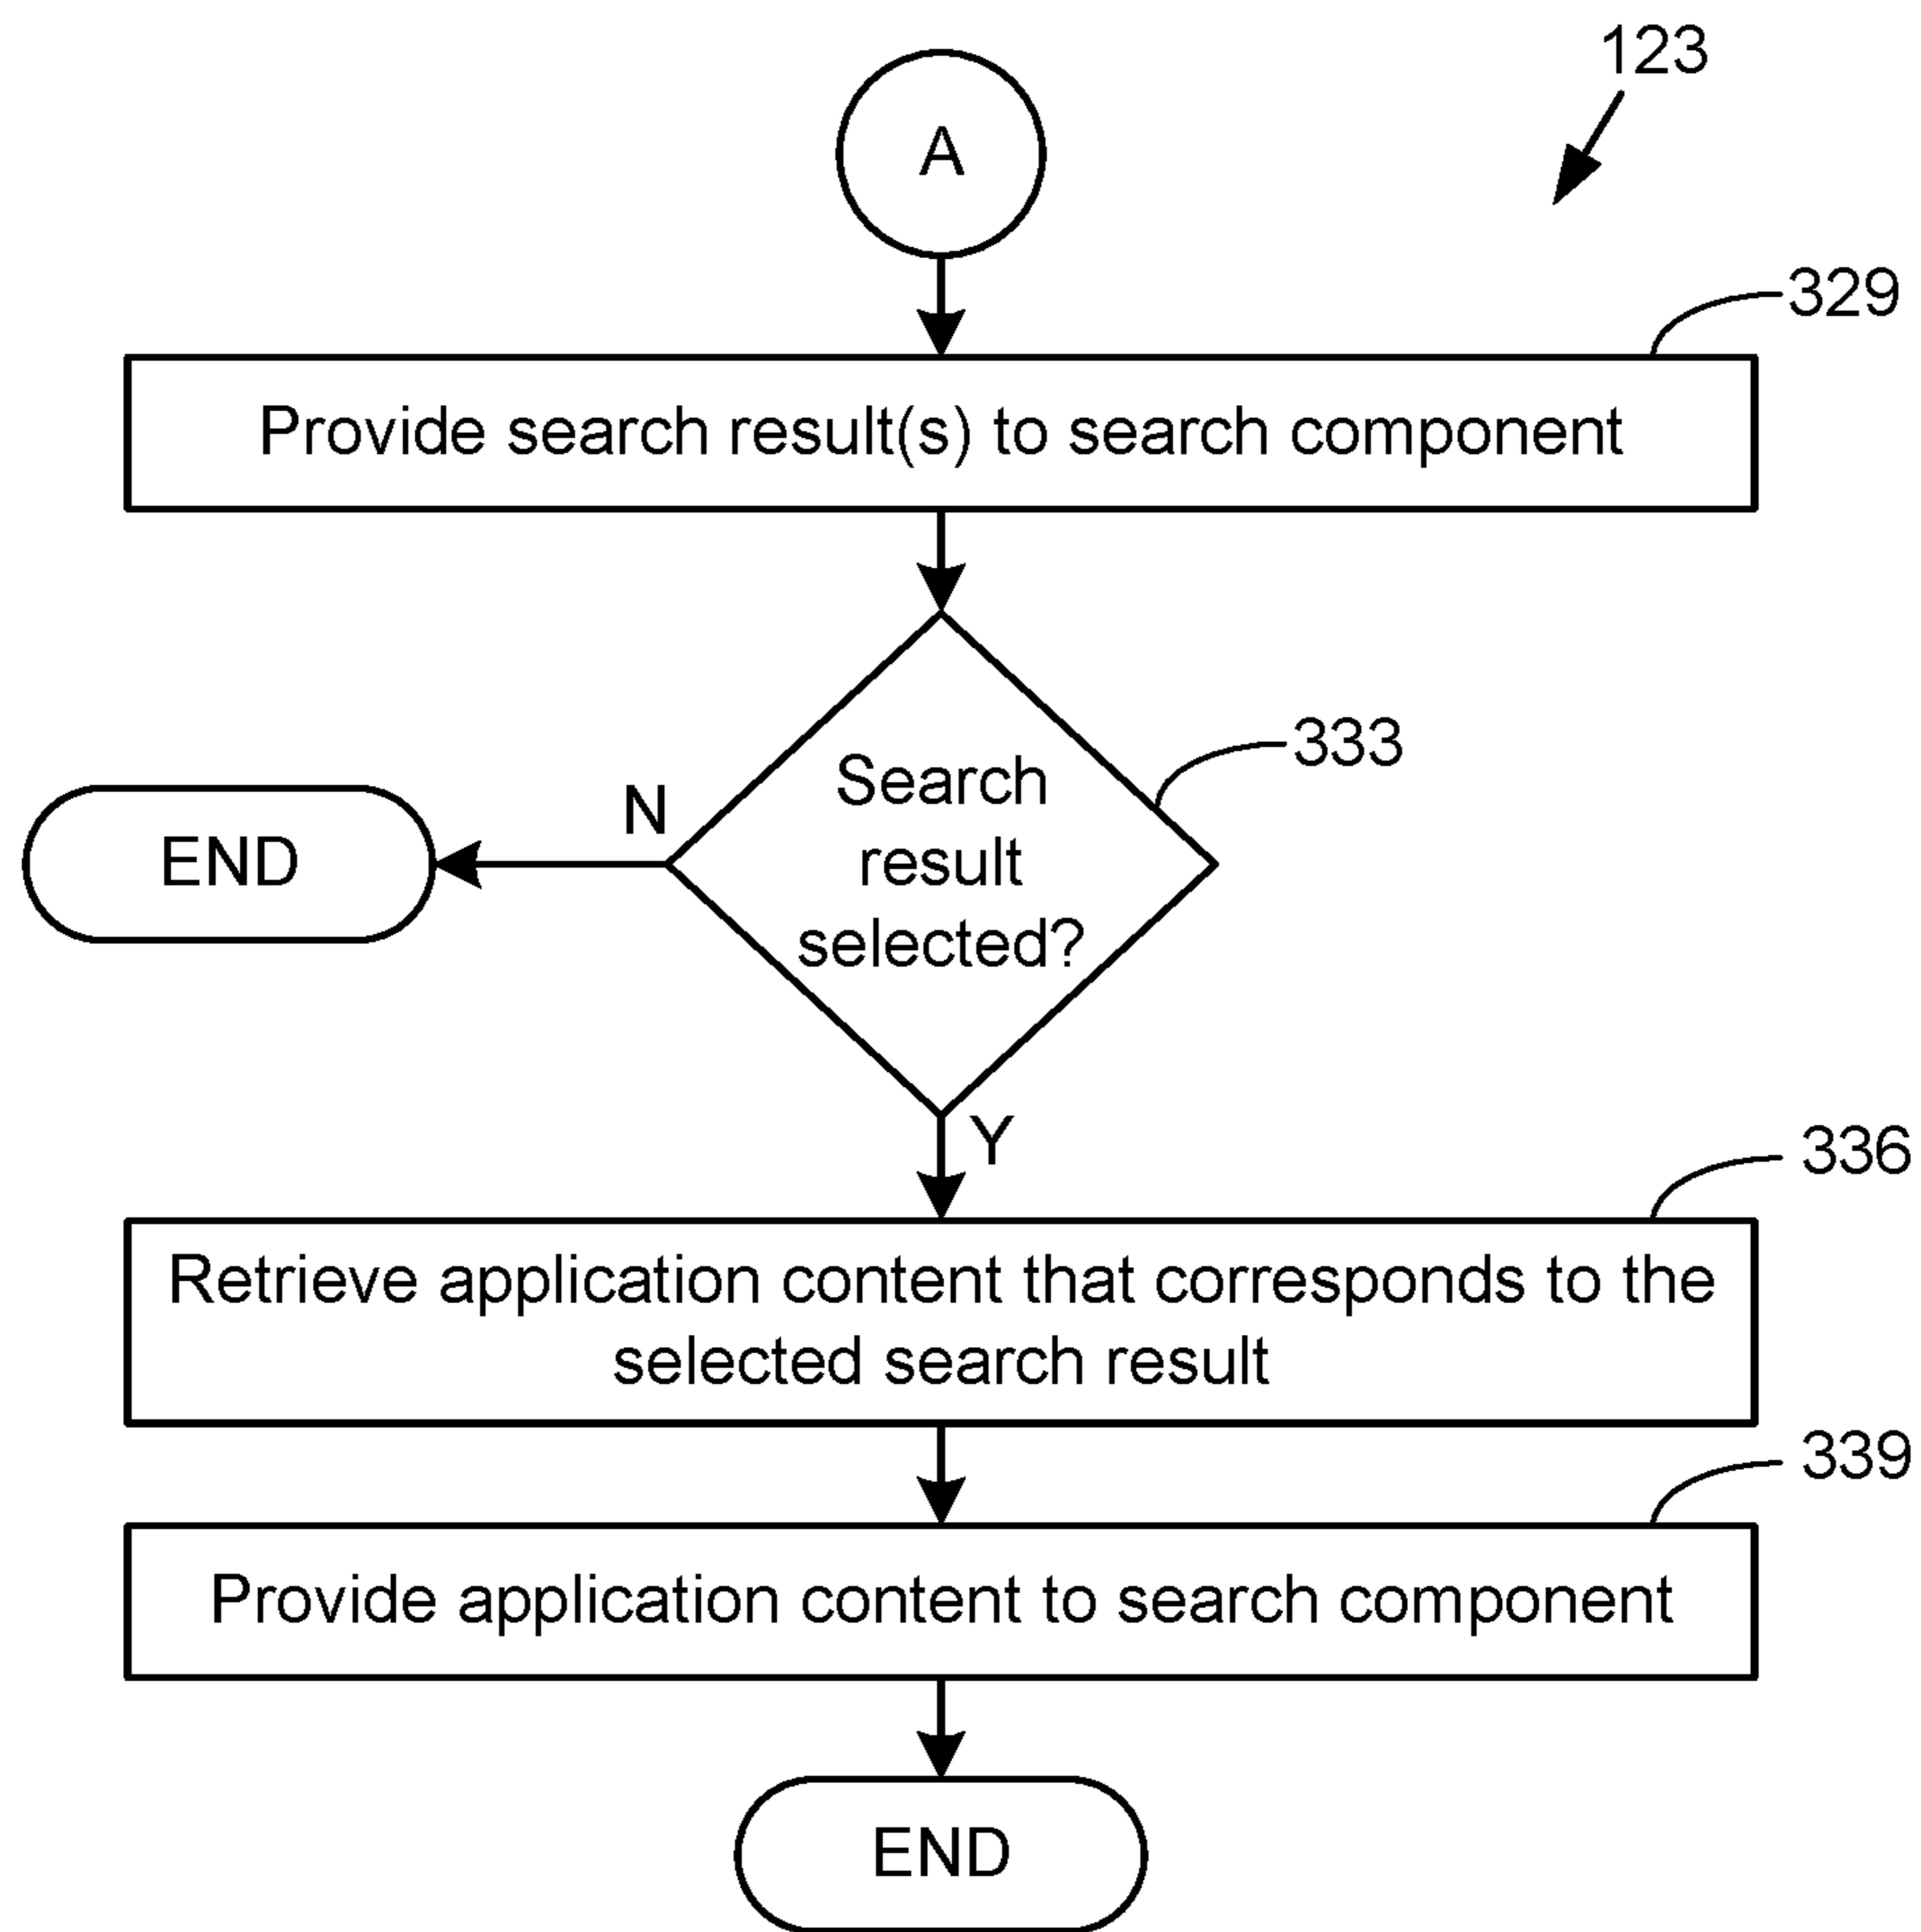 123
A
329
Provide search result(s) to search component
333
Search
result
selected?
N
END
Y
336
Retrieve application content that corresponds to the
selected search result
339
Provide application content to search component
END